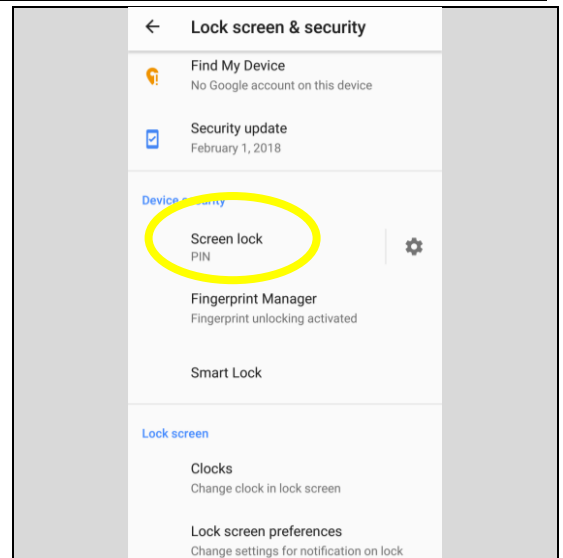 Lock screen & security
Find My Device
No Google account on this device
Security update
February 1, 2018
Device security
Screen lock
PIN
Fingerprint Manager
Fingerprint unlocking activated
Smart Lock
Lock screen
Clocks
Change clock in lock screen
Lock screen preferences
Change settings for notification on lock